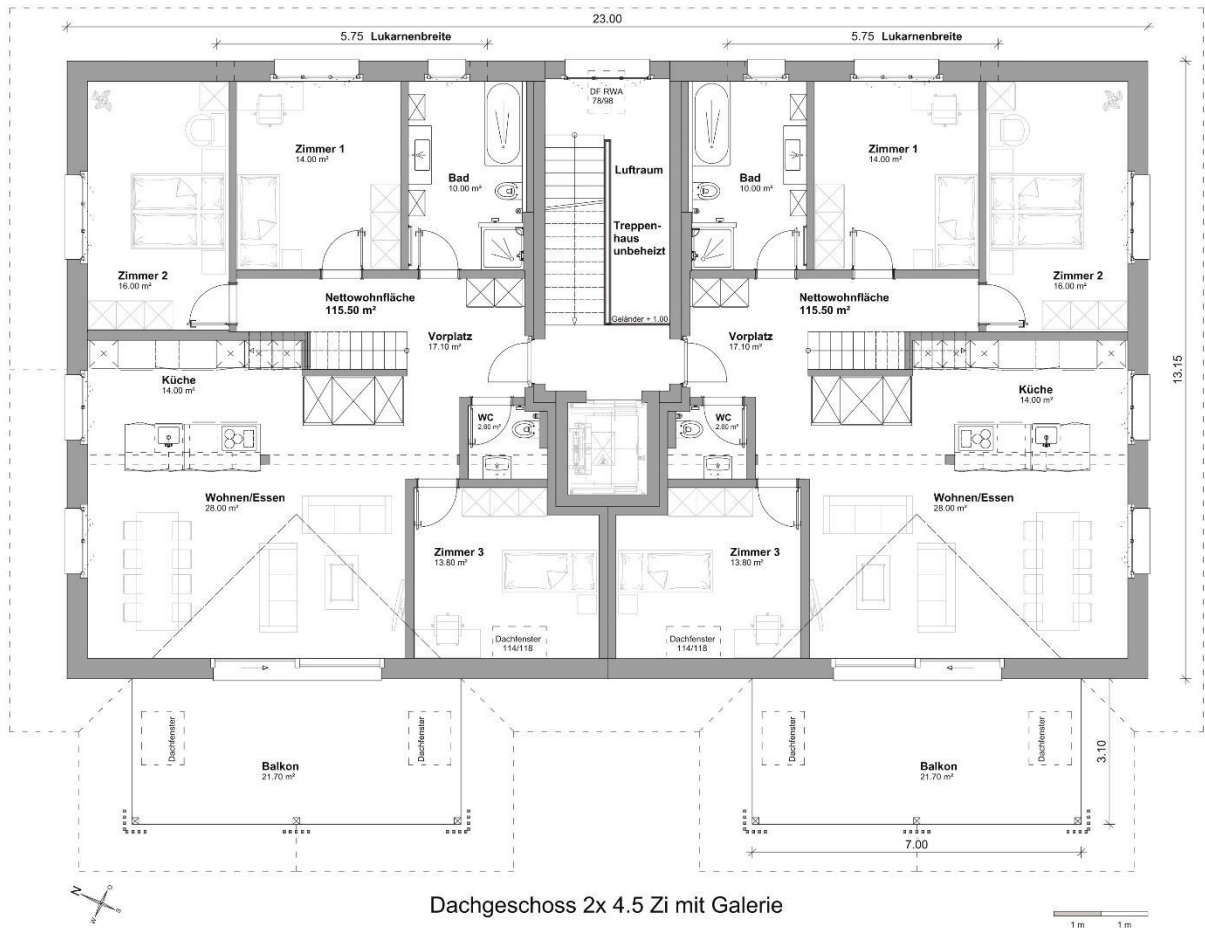 23.00
5.75 Lukarnenbreite
5.75 Lukarnenbreite
DF RWA
78/98
Zimmer 1
14.00 m²
Zimmer 1
14.00 m²
Luftraum
Bad
10.00 m²
Bad
10.00 m²
Treppen-
haus
unbeheizt
Zimmer 2
16.00 m²
Zimmer 2
16.00 m²
Nettowohnfläche
115.50 m²
Nettowohnfläche
115.50 m²
Geländer + 1.00
Vorplatz
17.10 m²
Vorplatz
17.10 m²
13.15
Küche
14.00 m²
Küche
14.00 m²
WC
2.60 m²
WC
2.60 m²
Wohnen/Essen
28.00 m²
Wohnen/Essen
28.00 m²
Zimmer 3
13.80 m²
Zimmer 3
13.80 m²
Dachfenster
114/118
Dachfenster
114/118
Dachfenster
Dachfenster
Dachfenster
Dachfenster
Balkon
21.70 m²
Balkon
21.70 m²
3.10
7.00
N
O
S
W
Dachgeschoss 2x 4.5 Zi mit Galerie
1 m
1 m